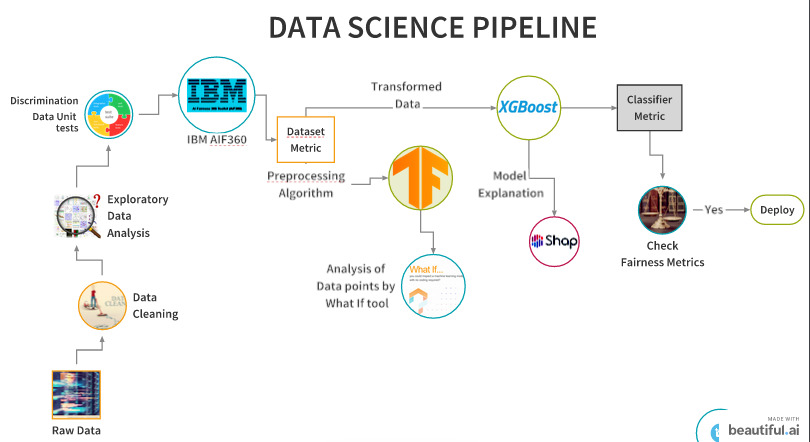 DATA SCIENCE PIPELINE
Discrimination
Data Unit
tests
IBM
IBM AIF360
Dataset
Metric
Transformed
Data
XGBoost
Classifier
Metric
Preprocessing
Algorithm
TF
Model
Explanation
Shap
Check
Fairness Metrics
Yes
Deploy
Exploratory
Data
Analysis
?
Analysis of
Data points by
What If tool
What If...
Data
Cleaning
Raw Data
MADE WITH
beautiful.ai